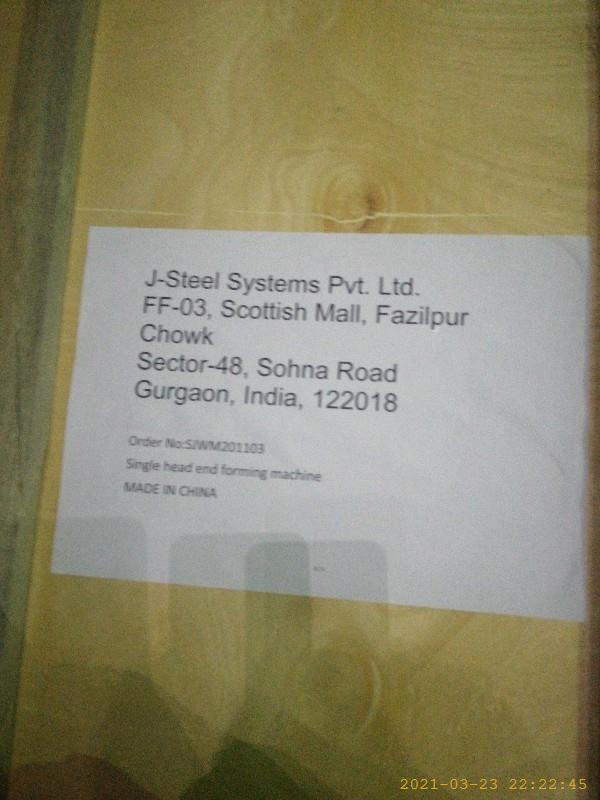 J-Steel Systems Pvt. Ltd.
FF-03, Scottish Mall, Fazilpur
Chowk
Sector-48, Sohna Road
Gurgaon, India, 122018
Order No:SJWM201103
Single head end forming machine
MADE IN CHINA
2021-03-23 22:22:45